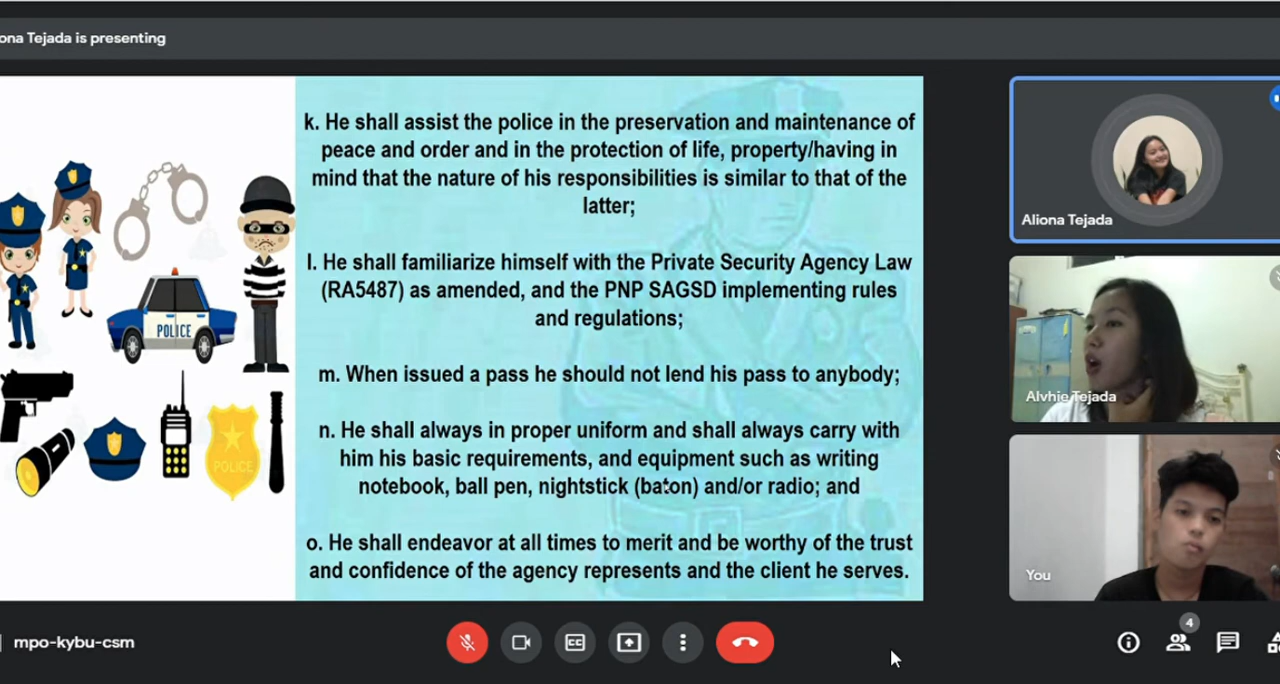 ona Tejada is presenting
k. He shall assist the police in the preservation and maintenance of
peace and order and in the protection of life, property/having in
mind that the nature of his responsibilities is similar to that of the
latter;
l. He shall familiarize himself with the Private Security Agency Law
(RA5487) as amended, and the PNP SAGSD implementing rules
and regulations;
m. When issued a pass he should not lend his pass to anybody;
n. He shall always in proper uniform and shall always carry with
him his basic requirements, and equipment such as writing
notebook, ball pen, nightstick (baton) and/or radio; and
o. He shall endeavor at all times to merit and be worthy of the trust
and confidence of the agency represents and the client he serves.
POLICE
POLICE
Aliona Tejada
Alvhie Tejada
You
mpo-kybu-csm
CC
4